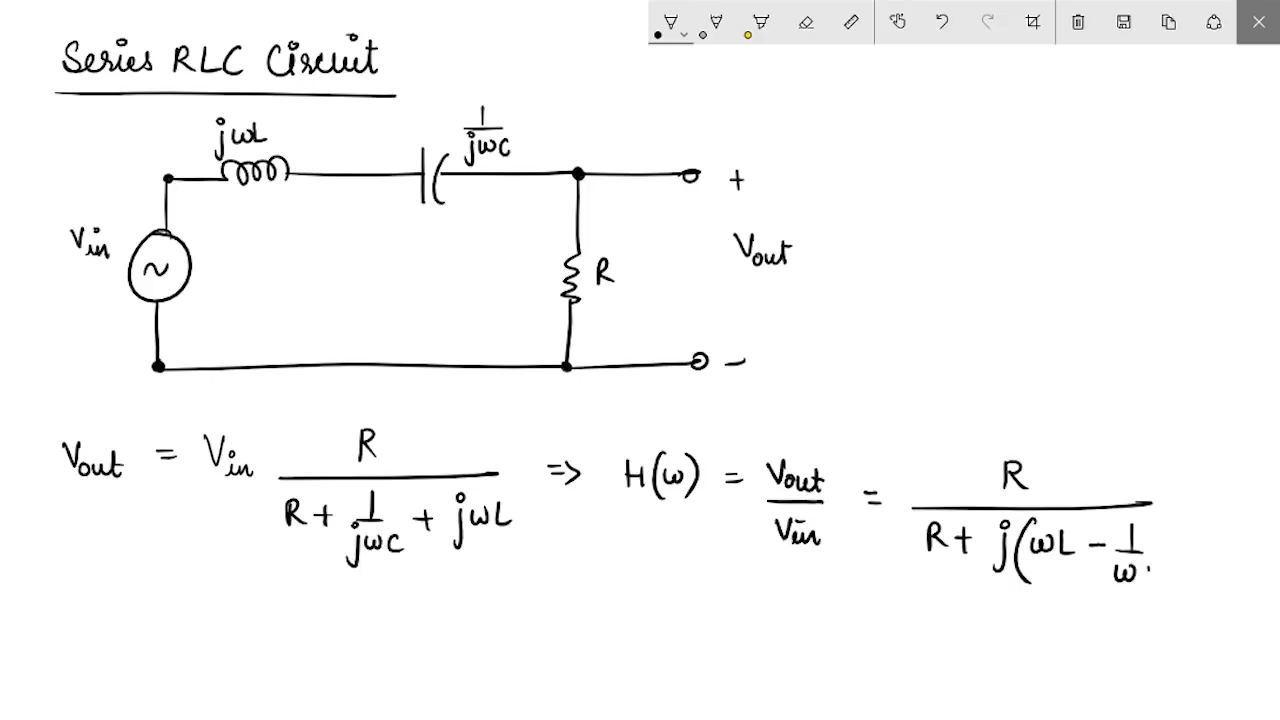 Series RLC Circuit
jωL
1/jωC
+
Vin
~
R
Vout
−
Vout = Vin R/(R + 1/jωC + jωL) => H(ω) = Vout/Vin = R/(R + j(ωL − 1/ω